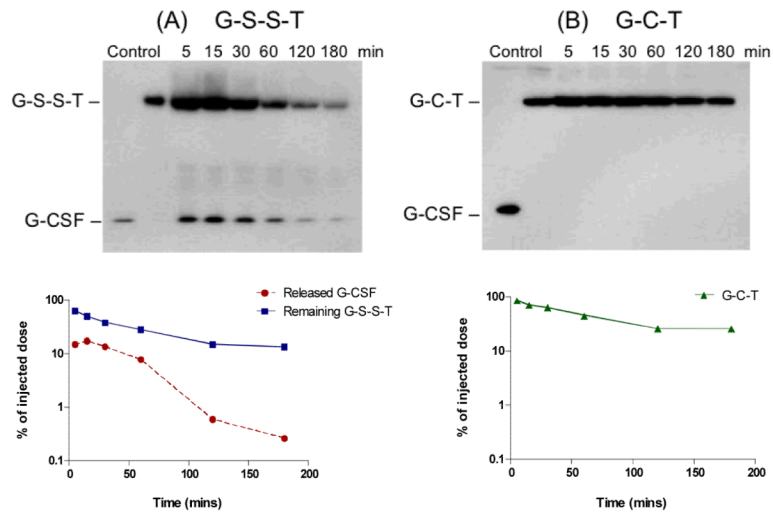 (A) G-S-S-T
Control 5 15 30 60 120 180 min
G-S-S-T –
G-CSF –
Released G-CSF
Remaining G-S-S-T
% of injected dose
100
10
1
0.1
0 50 100 150 200
Time (mins)
(B) G-C-T
Control 5 15 30 60 120 180 min
G-C-T –
G-CSF –
G-C-T
% of injected dose
100
10
1
0.1
0 50 100 150 200
Time (mins)